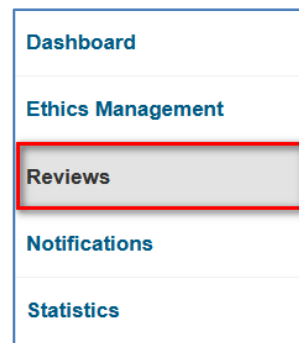 Dashboard
Ethics Management
Reviews
Notifications
Statistics